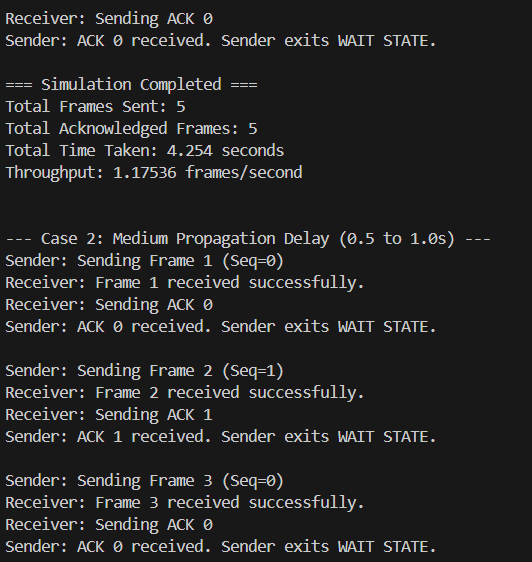 Receiver: Sending ACK 0
Sender: ACK 0 received. Sender exits WAIT STATE.
=== Simulation Completed ===
Total Frames Sent: 5
Total Acknowledged Frames: 5
Total Time Taken: 4.254 seconds
Throughput: 1.17536 frames/second
--- Case 2: Medium Propagation Delay (0.5 to 1.0s) ---
Sender: Sending Frame 1 (Seq=0)
Receiver: Frame 1 received successfully.
Receiver: Sending ACK 0
Sender: ACK 0 received. Sender exits WAIT STATE.
Sender: Sending Frame 2 (Seq=1)
Receiver: Frame 2 received successfully.
Receiver: Sending ACK 1
Sender: ACK 1 received. Sender exits WAIT STATE.
Sender: Sending Frame 3 (Seq=0)
Receiver: Frame 3 received successfully.
Receiver: Sending ACK 0
Sender: ACK 0 received. Sender exits WAIT STATE.